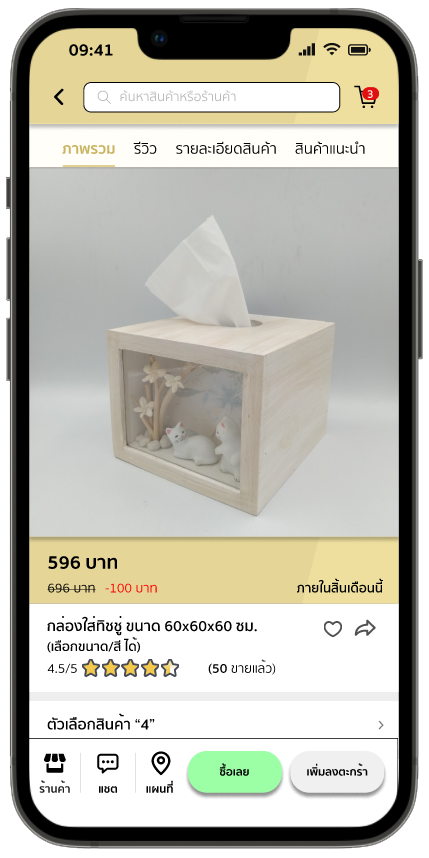 09:41
ค้นหาสินค้าหรือร้านค้า
3
ภาพรวม รีวิว รายละเอียดสินค้า สินค้าแนะนำ
596 บาท
696 บาท -100 บาท ภายในสิ้นเดือนนี้
กล่องใส่ทิชชู่ ขนาด 60x60x60 ซม.
(เลือกขนาด/สี ได้)
4.5/5 (50 ขายแล้ว)
ตัวเลือกสินค้า “4”
ร้านค้า แชต แผนที่ ซื้อเลย เพิ่มลงตะกร้า